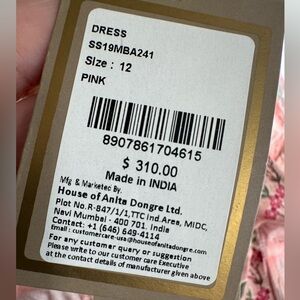 DRESS
SS19MBA241
Size : 12
PINK
8907861704615
$ 310.00
Made in INDIA
Mfg & Marketed By.
House of Anita Dongre Ltd.
Plot No.R-847/1/1,TTC Ind.Area, MIDC,
Navi Mumbai - 400 701. India
Contact: +1 (646) 649-4114
Email : customercare-usa@houseofanitadongre.com
For any customer query or suggestion
Please write to our customer care Executive
at the contact details of manufacturer given above